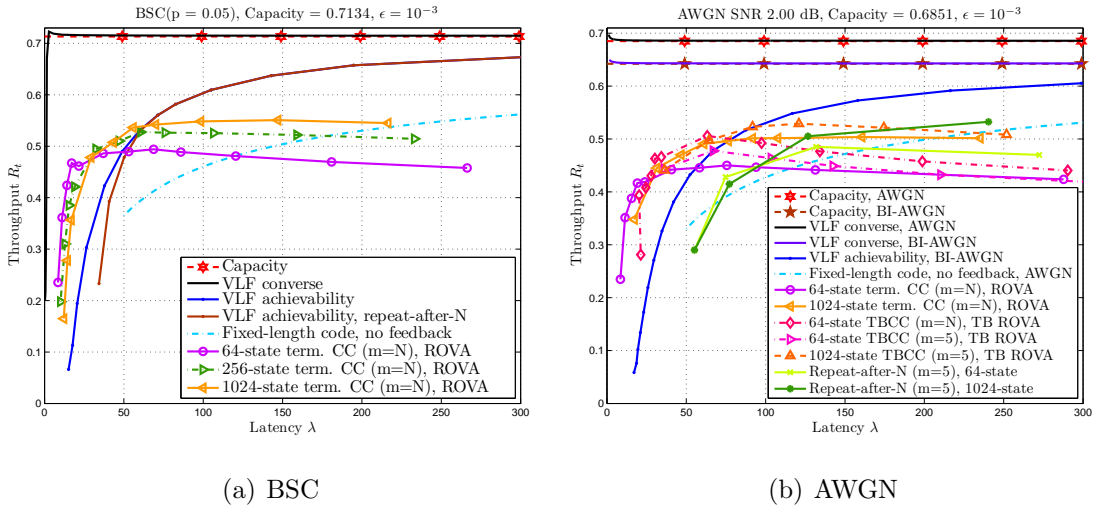 BSC(p = 0.05), Capacity = 0.7134, ϵ = 10⁻³
Throughput Rₜ
0.7
0.6
0.5
0.4
0.3
0.2
0.1
0
0 50 100 150 200 250 300
Latency λ
Capacity
VLF converse
VLF achievability
VLF achievability, repeat-after-N
Fixed-length code, no feedback
64-state term. CC (m=N), ROVA
256-state term. CC (m=N), ROVA
1024-state term. CC (m=N), ROVA
(a) BSC
AWGN SNR 2.00 dB, Capacity = 0.6851, ϵ = 10⁻³
Throughput Rₜ
0.7
0.6
0.5
0.4
0.3
0.2
0.1
0
0 50 100 150 200 250 300
Latency λ
Capacity, AWGN
Capacity, BI-AWGN
VLF converse, AWGN
VLF converse, BI-AWGN
VLF achievability, BI-AWGN
Fixed-length code, no feedback, AWGN
64-state term. CC (m=N), ROVA
1024-state term. CC (m=N), ROVA
64-state TBCC (m=N), TB ROVA
64-state TBCC (m=5), TB ROVA
1024-state TBCC (m=5), TB ROVA
Repeat-after-N (m=5), 64-state
Repeat-after-N (m=5), 1024-state
(b) AWGN